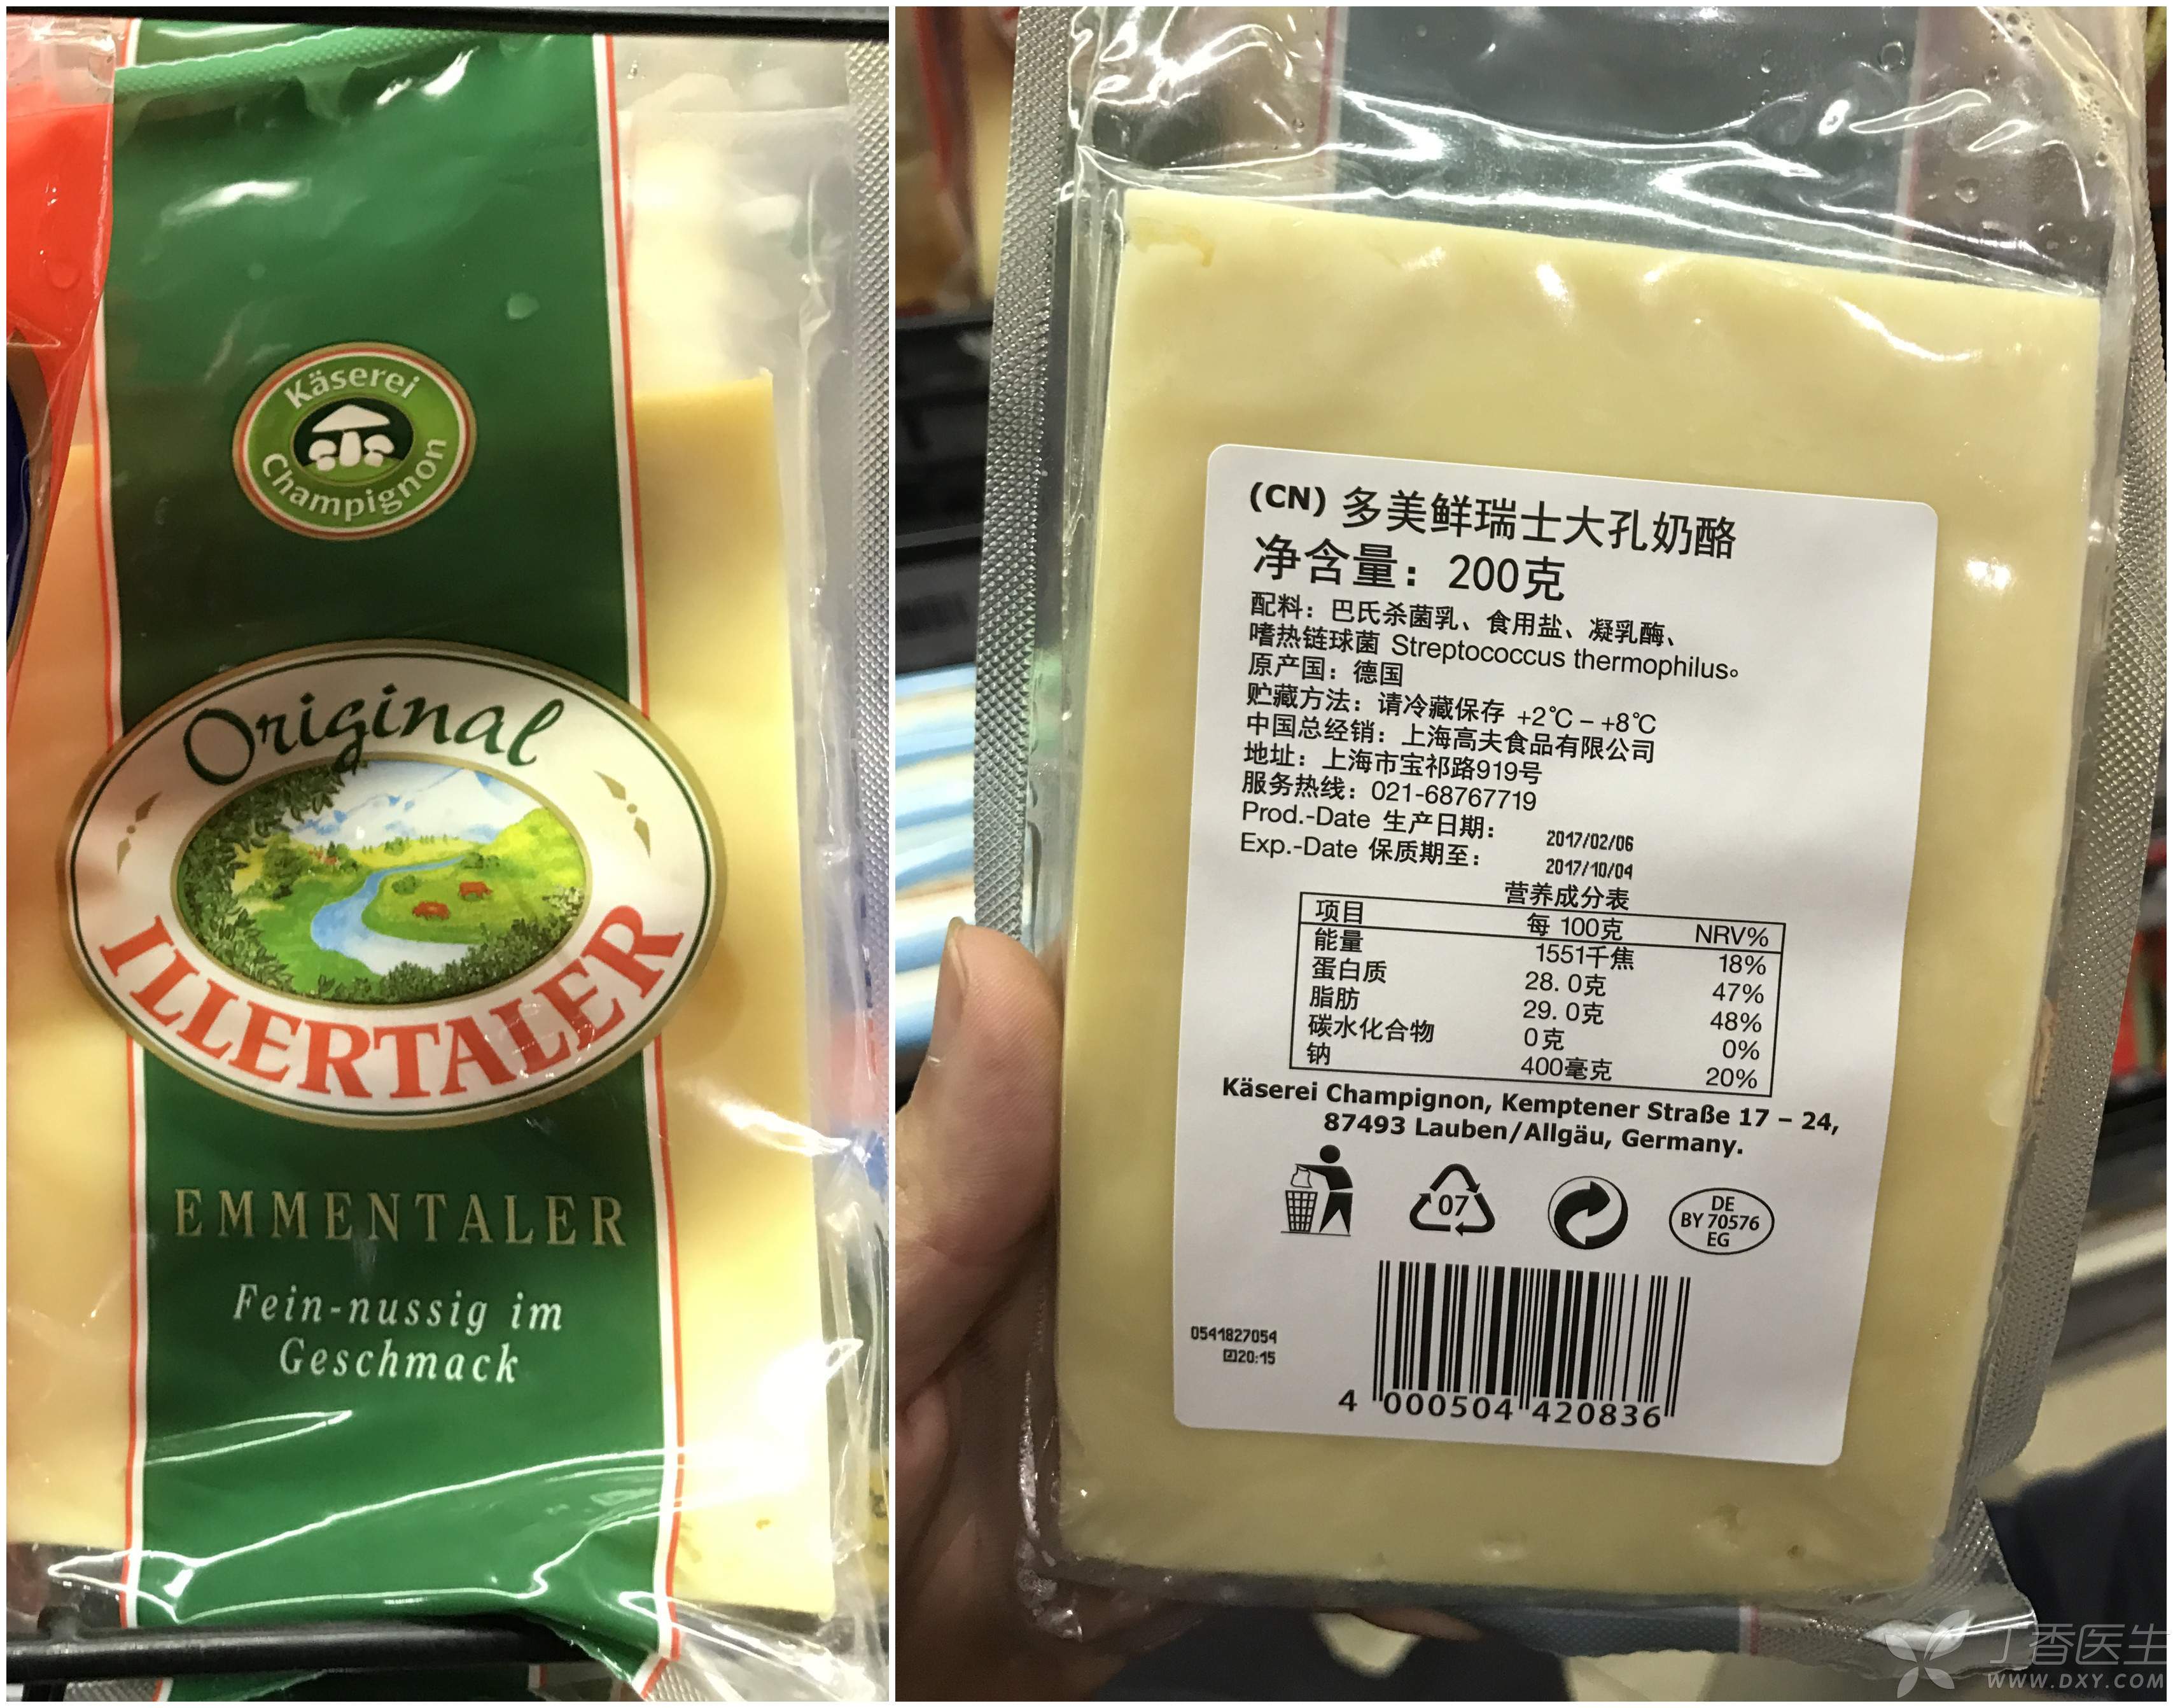 Käserei
Champignon
Original
ILLERTALER
EMMENTALER
Fein-nussig im
Geschmack
(CN) 多美鲜瑞士大孔奶酪
净含量：200克
配料：巴氏杀菌乳、食用盐、凝乳酶、
嗜热链球菌 Streptococcus thermophilus。
原产国：德国
贮藏方法：请冷藏保存 +2℃ – +8℃
中国总经销：上海高夫食品有限公司
地址：上海市宝祁路919号
服务热线：021-68767719
Prod.-Date 生产日期： 2017/02/06
Exp.-Date 保质期至： 2017/10/04
营养成分表
项目 每 100克 NRV%
能量 1551千焦 18%
蛋白质 28. 0克 47%
脂肪 29. 0克 48%
碳水化合物 0克 0%
钠 400毫克 20%
Käserei Champignon, Kemptener Straße 17 – 24,
87493 Lauben/Allgäu, Germany.
07
DE
BY 70576
EG
0541827054
20:15
4 000504 420836
丁香医生
WWW.DXY.COM